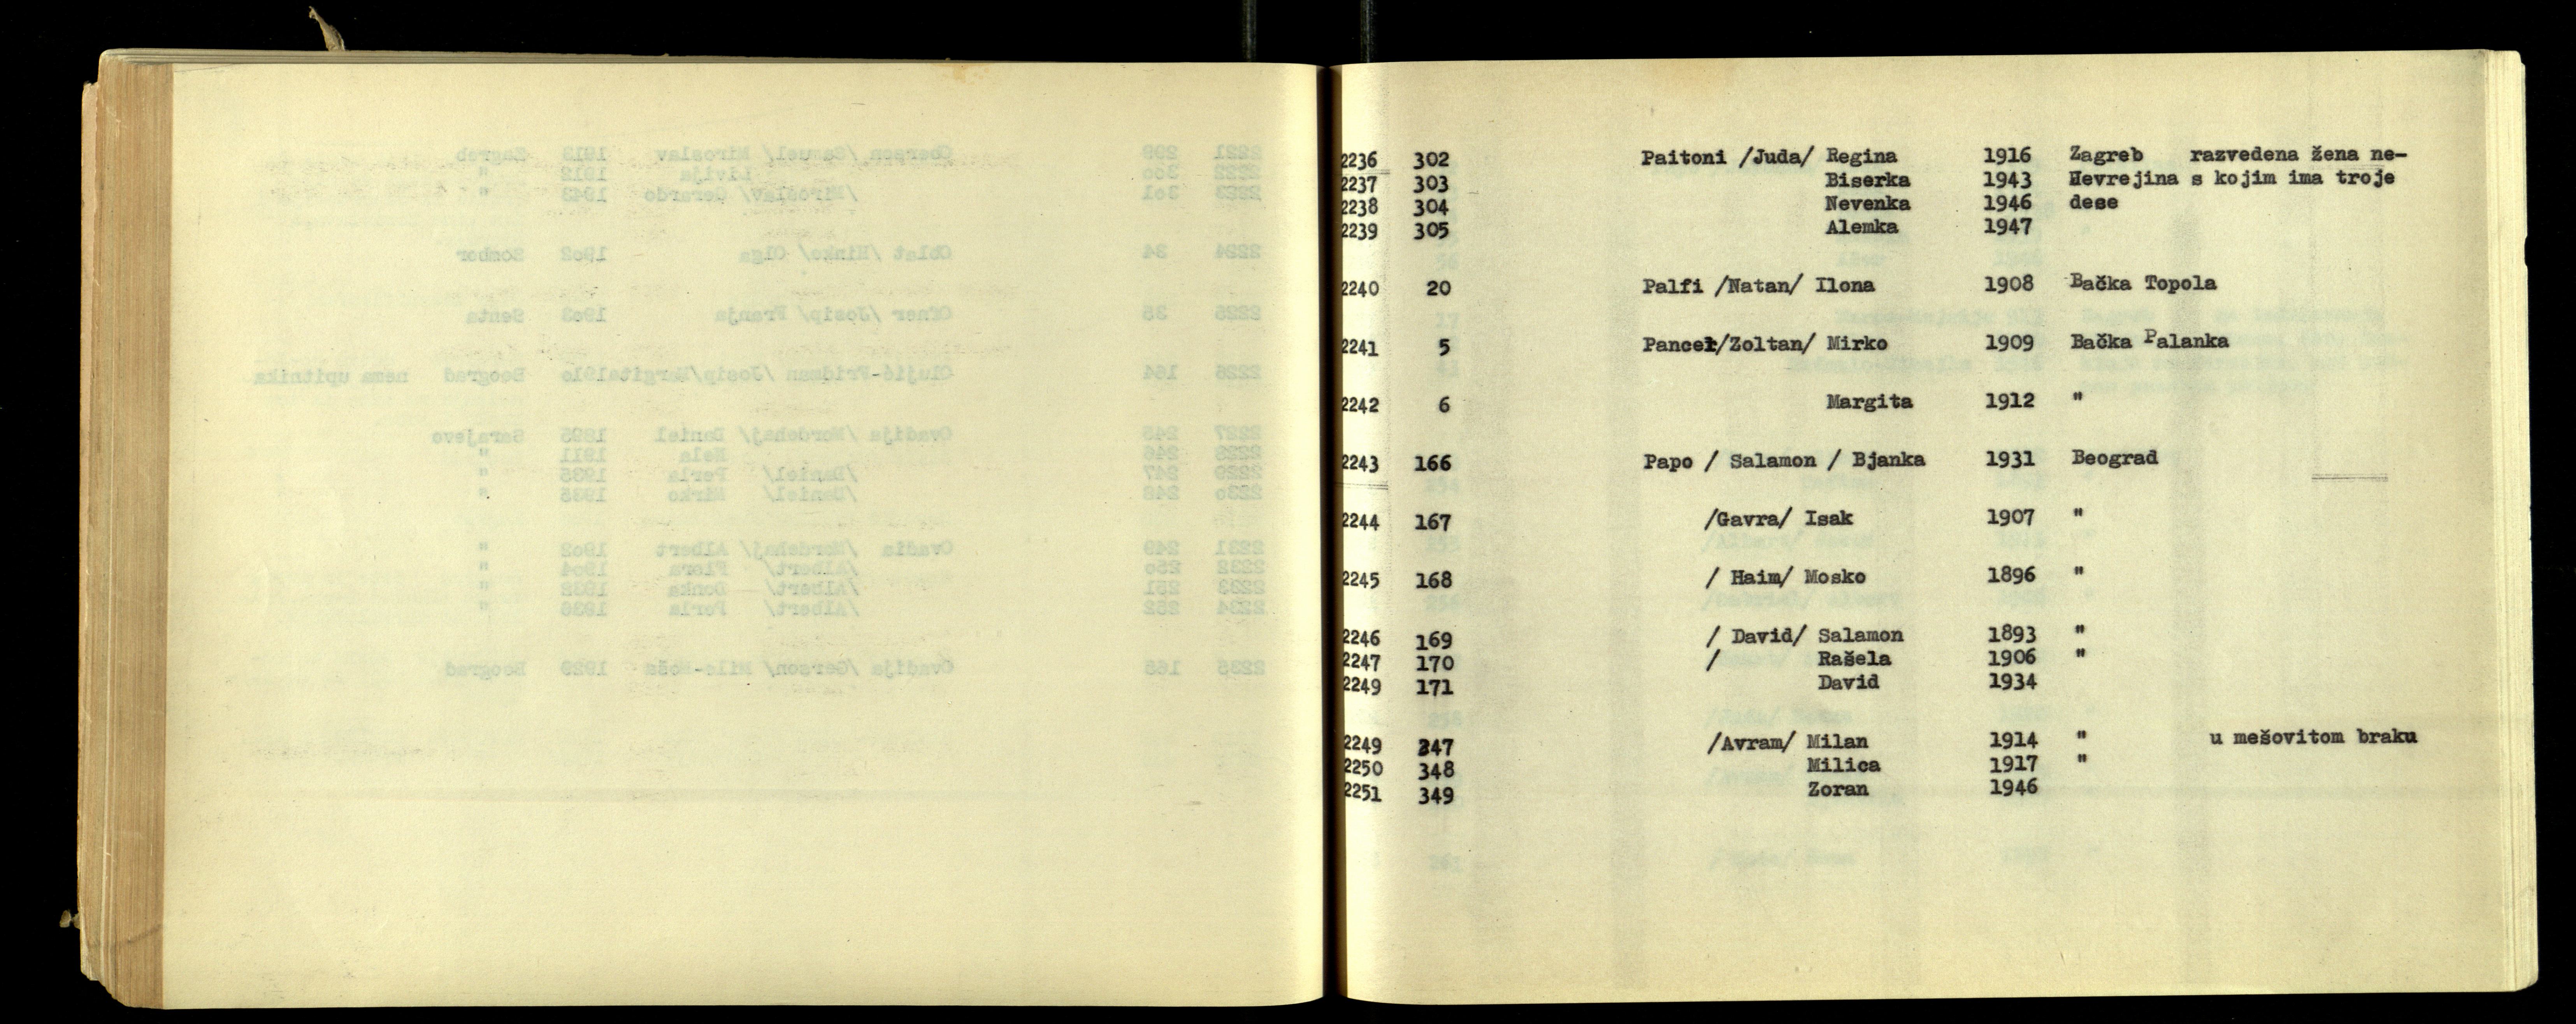 2236 302 Paitoni /Juda/ Regina 1916 Zagreb razvedena žena ne-
2237 303 Biserka 1943 Hevrejina s kojim ima troje
2238 304 Nevenka 1946 dece
2239 305 Alemka 1947
2240 20 Palfi /Natan/ Ilona 1908 Bačka Topola
2241 5 Pancer/Zoltan/ Mirko 1909 Bačka Palanka
2242 6 Margita 1912 "
2243 166 Papo / Salamon / Bjanka 1931 Beograd
2244 167 /Gavra/ Isak 1907 "
2245 168 / Haim/ Mosko 1896 "
2246 169 / David/ Salamon 1893 "
2247 170 / Rašela 1906 "
2249 171 David 1934
2249 347 /Avram/ Milan 1914 " u mešovitom braku
2250 348 Milica 1917 "
2251 349 Zoran 1946